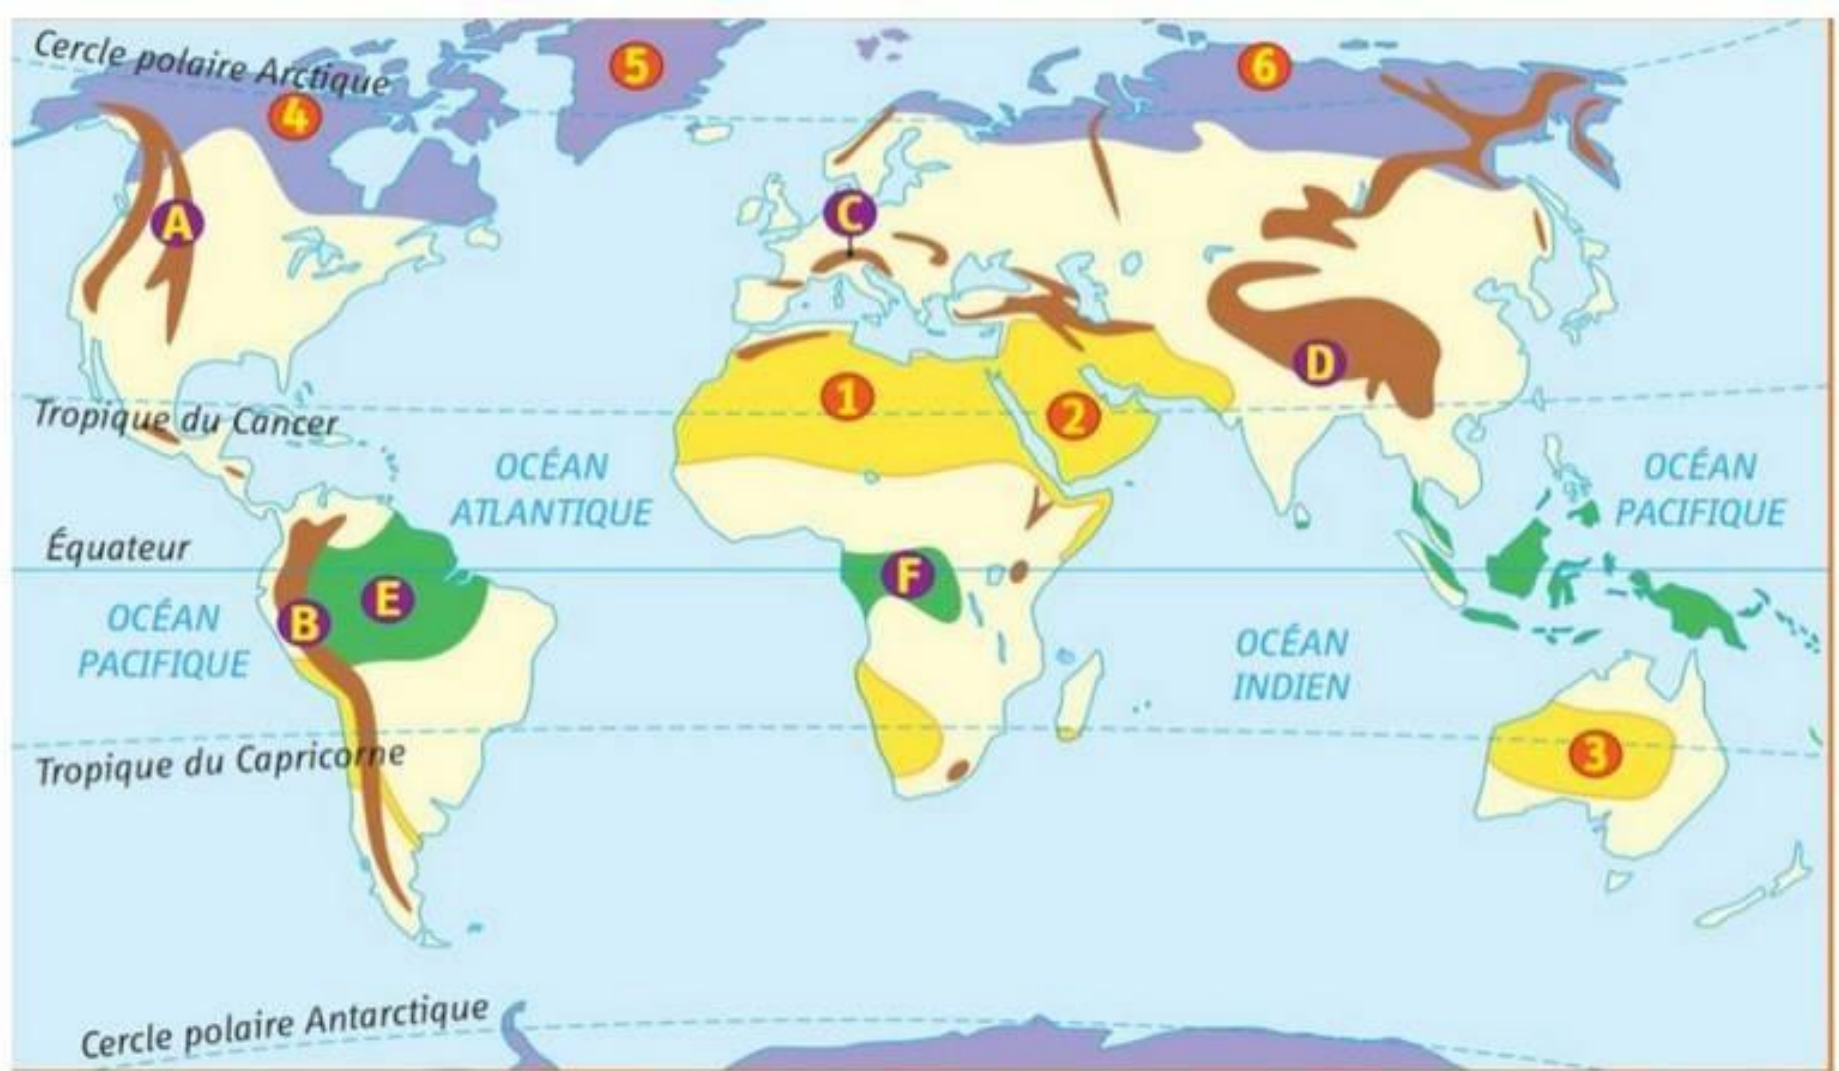 Cercle polaire Arctique
5
6
4
A
C
D
1
2
Tropique du Cancer
OCÉAN
ATLANTIQUE
OCÉAN
PACIFIQUE
Équateur
F
E
B
OCÉAN
PACIFIQUE
OCÉAN
INDIEN
Tropique du Capricorne
3
Cercle polaire Antarctique